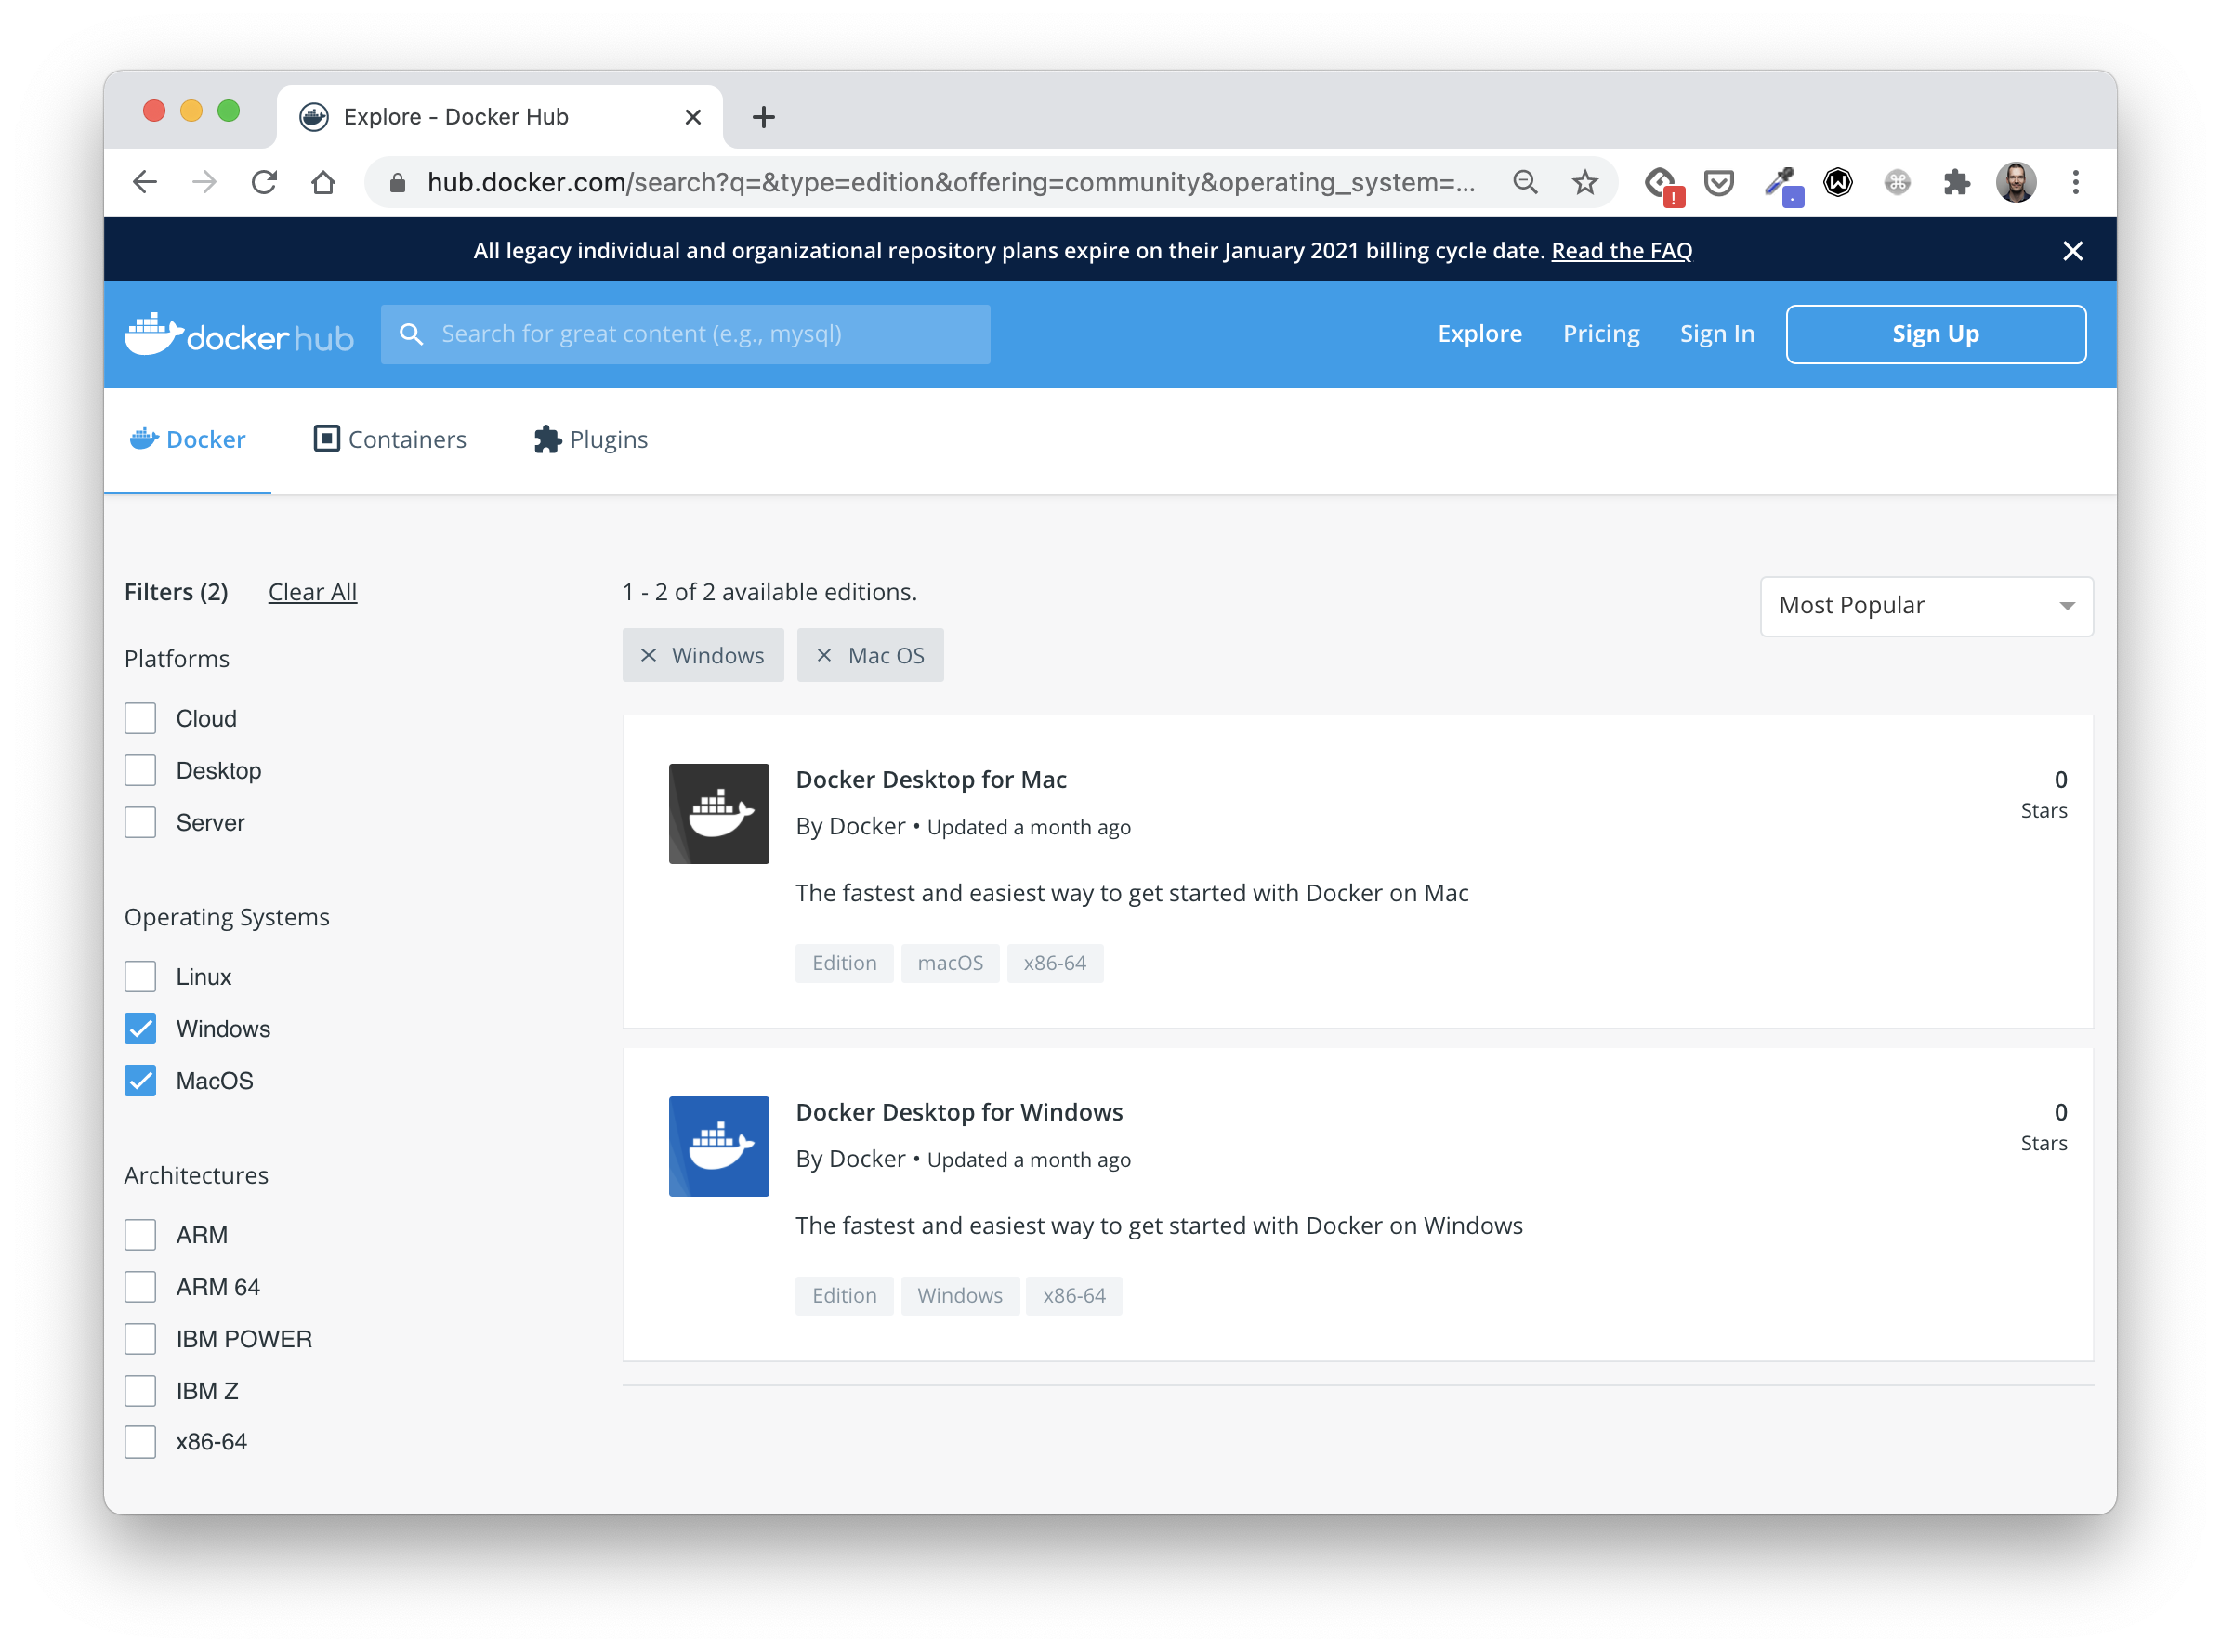 Explore - Docker Hub
hub.docker.com/search?q=&type=edition&offering=community&operating_system=...
All legacy individual and organizational repository plans expire on their January 2021 billing cycle date. Read the FAQ
docker hub
Search for great content (e.g., mysql)
Explore
Pricing
Sign In
Sign Up
Docker
Containers
Plugins
Filters (2)
Clear All
Platforms
Cloud
Desktop
Server
Operating Systems
Linux
Windows
MacOS
Architectures
ARM
ARM 64
IBM POWER
IBM Z
x86-64
1 - 2 of 2 available editions.
Most Popular
Windows
Mac OS
Docker Desktop for Mac
By Docker • Updated a month ago
The fastest and easiest way to get started with Docker on Mac
Edition
macOS
x86-64
0
Stars
Docker Desktop for Windows
By Docker • Updated a month ago
The fastest and easiest way to get started with Docker on Windows
Edition
Windows
x86-64
0
Stars